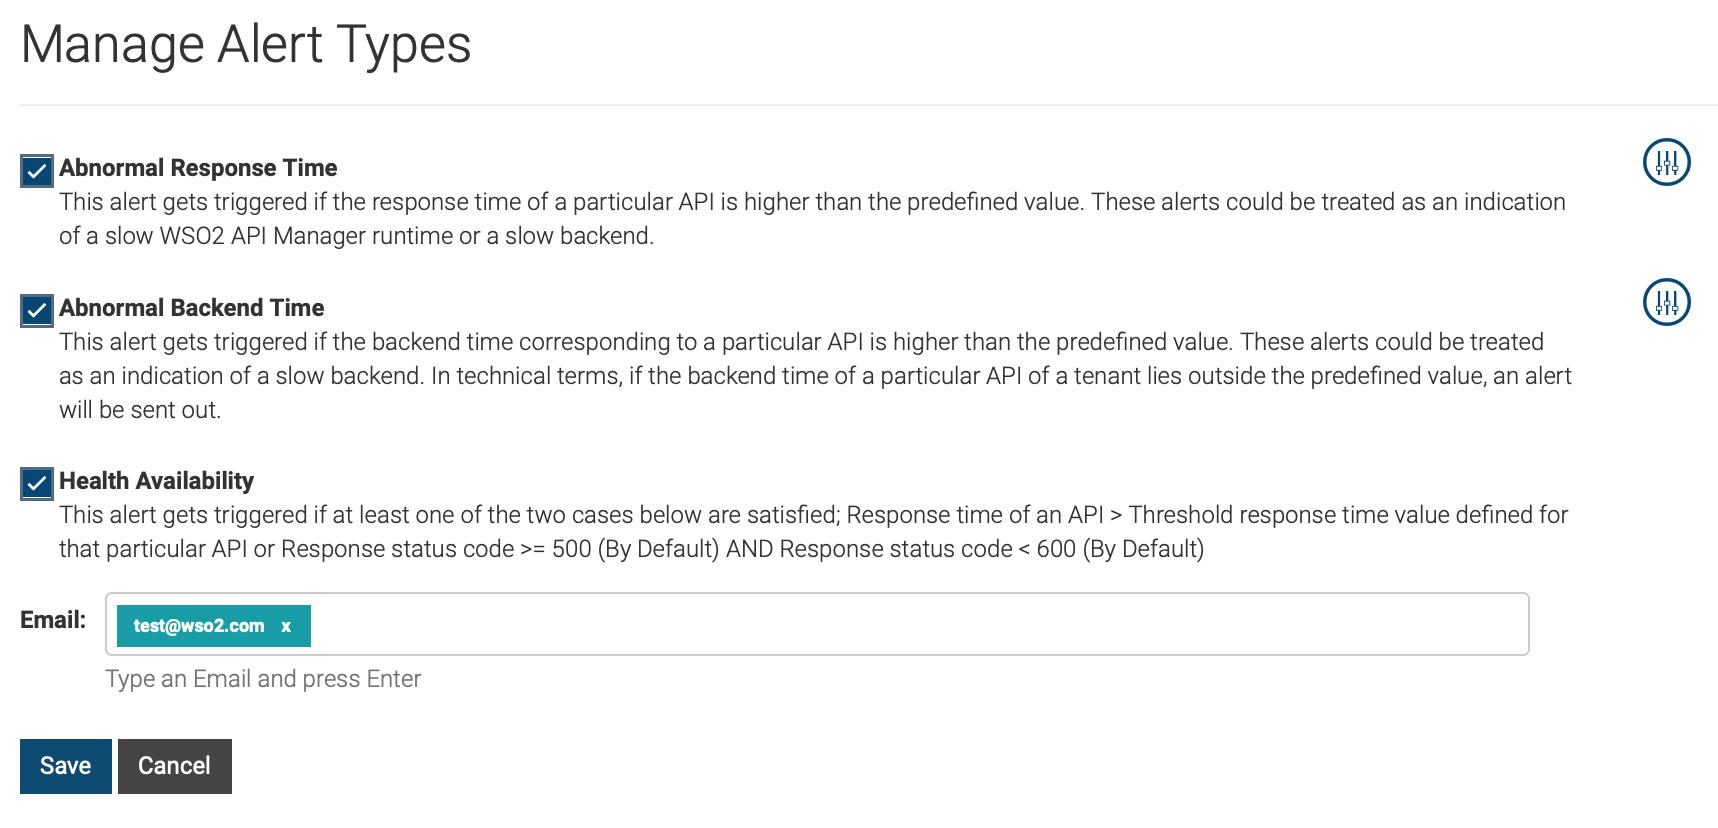 Manage Alert Types
Abnormal Response Time
This alert gets triggered if the response time of a particular API is higher than the predefined value. These alerts could be treated as an indication
of a slow WSO2 API Manager runtime or a slow backend.
Abnormal Backend Time
This alert gets triggered if the backend time corresponding to a particular API is higher than the predefined value. These alerts could be treated
as an indication of a slow backend. In technical terms, if the backend time of a particular API of a tenant lies outside the predefined value, an alert
will be sent out.
Health Availability
This alert gets triggered if at least one of the two cases below are satisfied; Response time of an API > Threshold response time value defined for
that particular API or Response status code >= 500 (By Default) AND Response status code < 600 (By Default)
Email:
test@wso2.com x
Type an Email and press Enter
Save Cancel